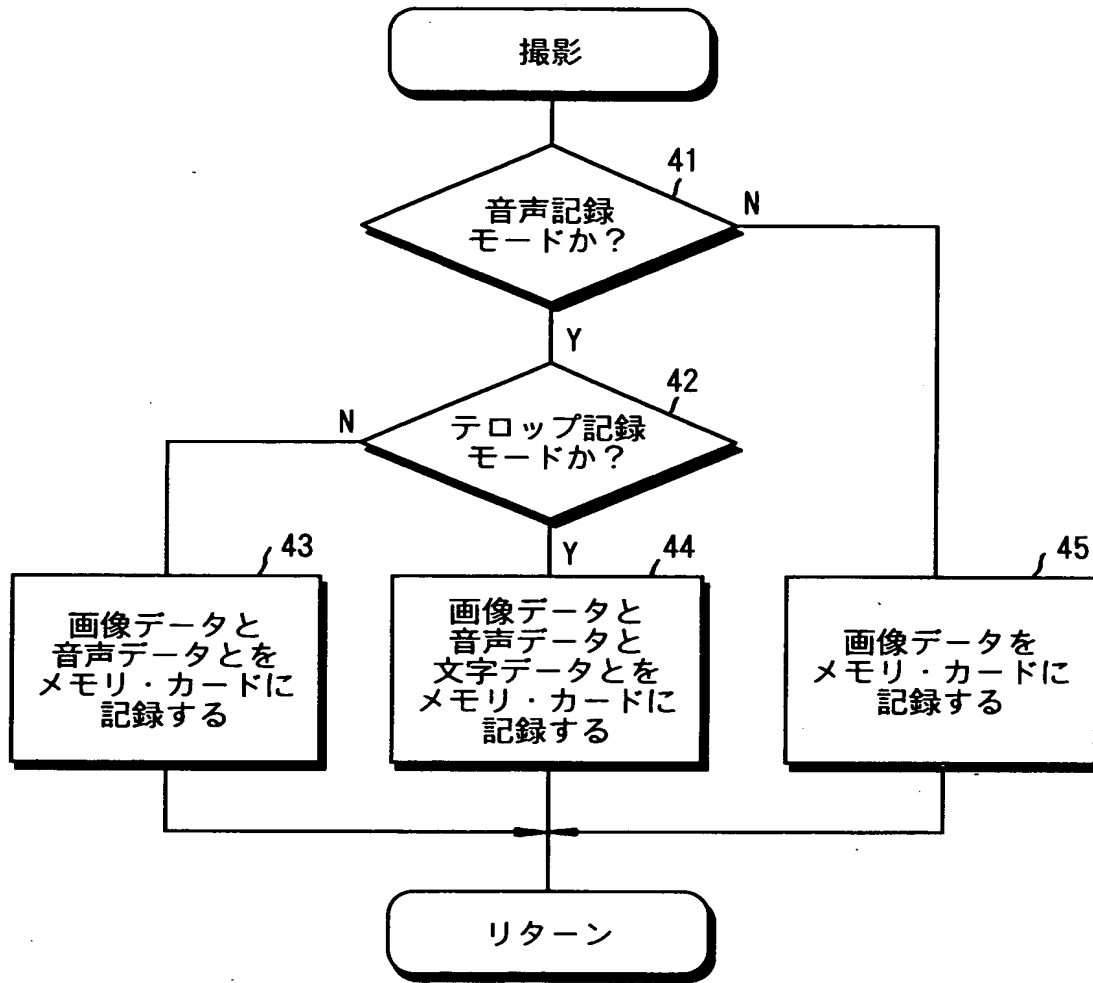 撮影
41
音声記録
モードか？
N
Y
42
テロップ記録
モードか？
N
Y
43
画像データと
音声データとを
メモリ・カードに
記録する
44
画像データと
音声データと
文字データとを
メモリ・カードに
記録する
45
画像データを
メモリ・カードに
記録する
リターン